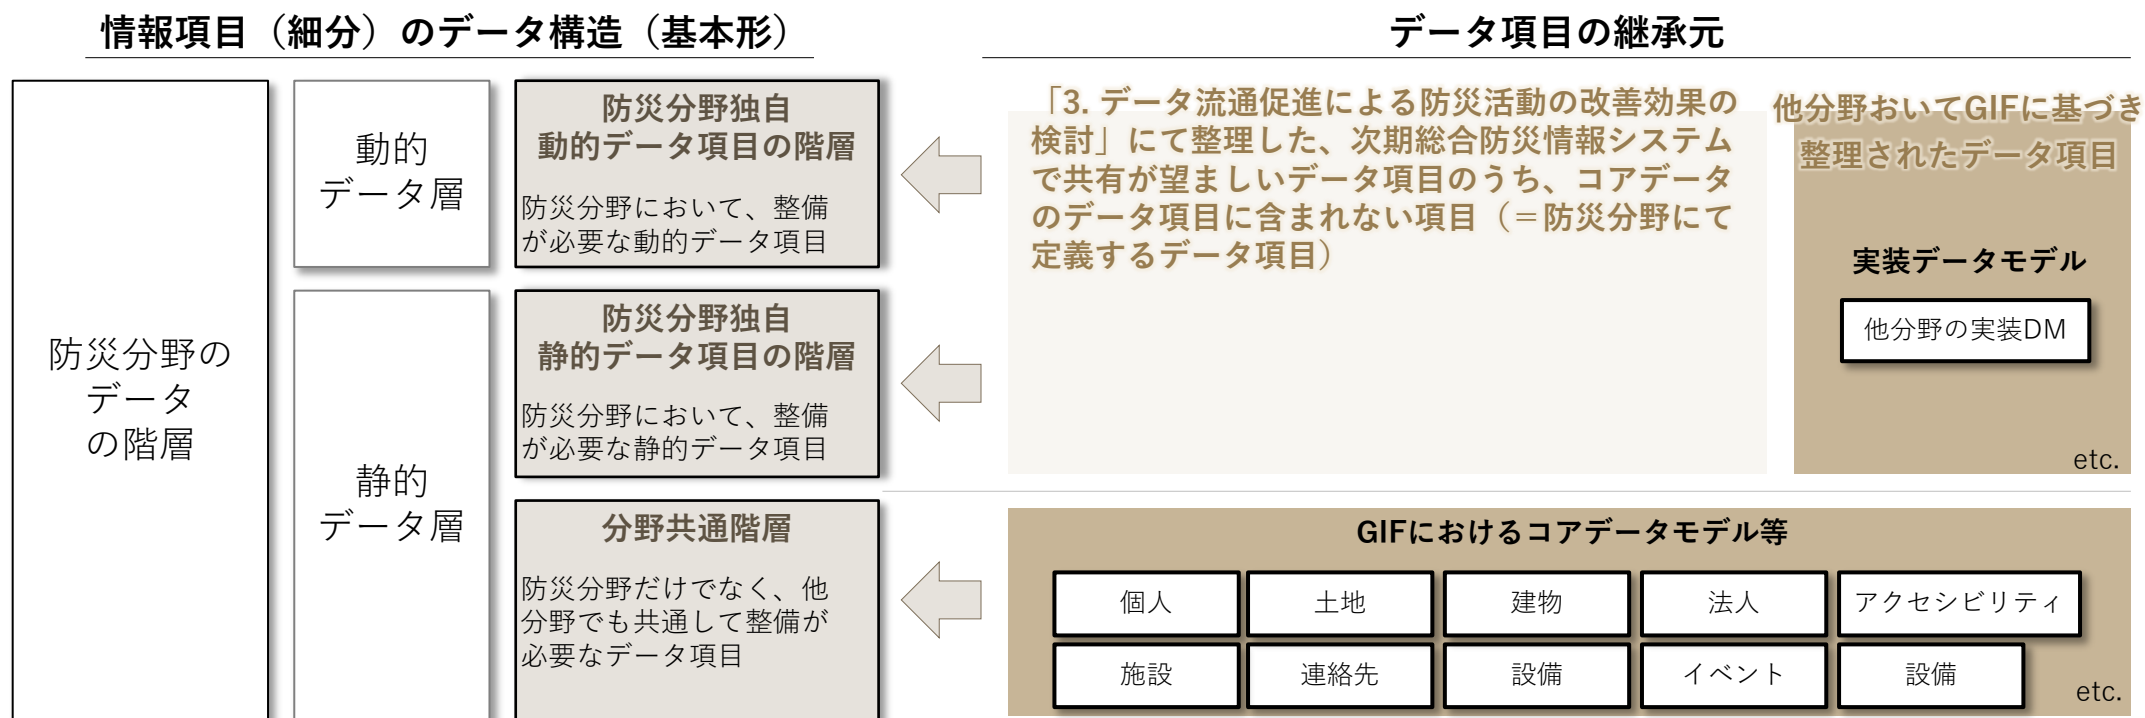 情報項目（細分）のデータ構造（基本形）
データ項目の継承元
防災分野の
データ
の階層
動的
データ層
静的
データ層
防災分野独自
動的データ項目の階層
防災分野において、整備
が必要な動的データ項目
防災分野独自
静的データ項目の階層
防災分野において、整備
が必要な静的データ項目
分野共通階層
防災分野だけでなく、他
分野でも共通して整備が
必要なデータ項目
「3. データ流通促進による防災活動の改善効果の
検討」にて整理した、次期総合防災情報システム
で共有が望ましいデータ項目のうち、コアデータ
のデータ項目に含まれない項目（＝防災分野にて
定義するデータ項目）
他分野おいてGIFに基づき
整理されたデータ項目
実装データモデル
他分野の実装DM
etc.
GIFにおけるコアデータモデル等
個人
土地
建物
法人
アクセシビリティ
施設
連絡先
設備
イベント
設備
etc.